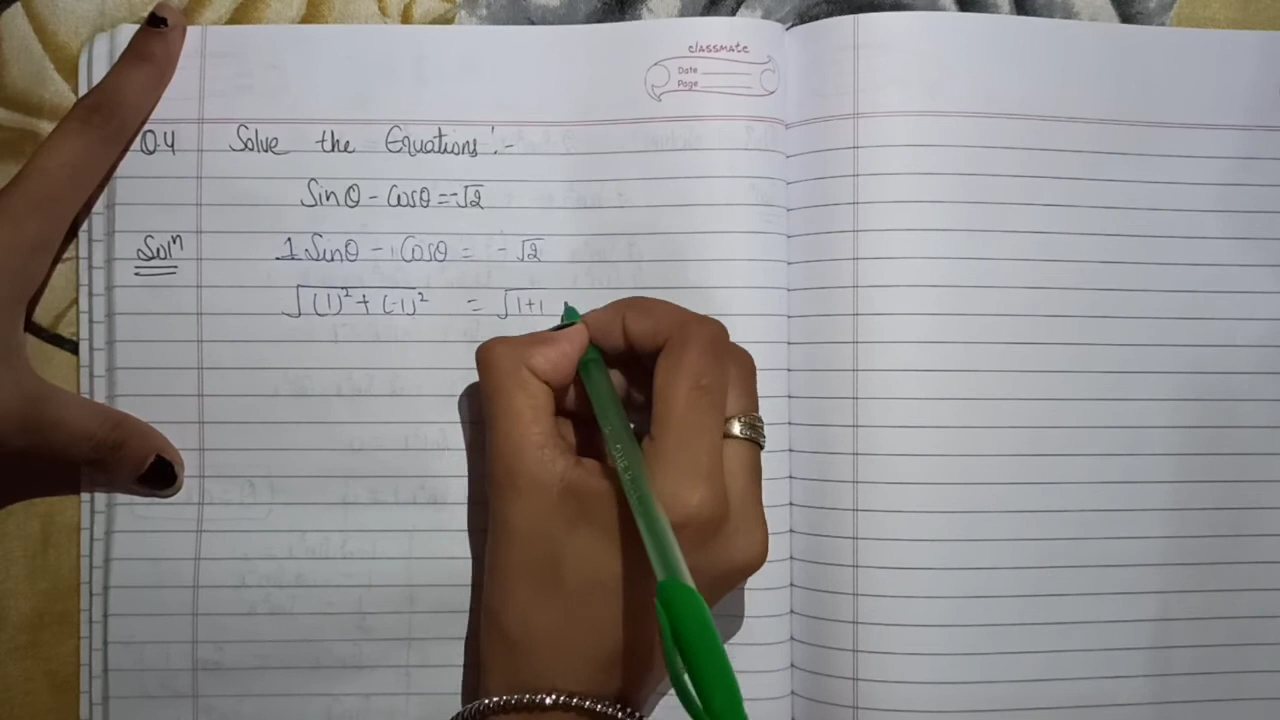 classmate
Date
Page
Q.4 Solve the Equations :-
Sinθ - Cosθ = -√2
Solⁿ 1 Sinθ - 1 Cosθ = - √2
√(1)² + (-1)² = √1+1